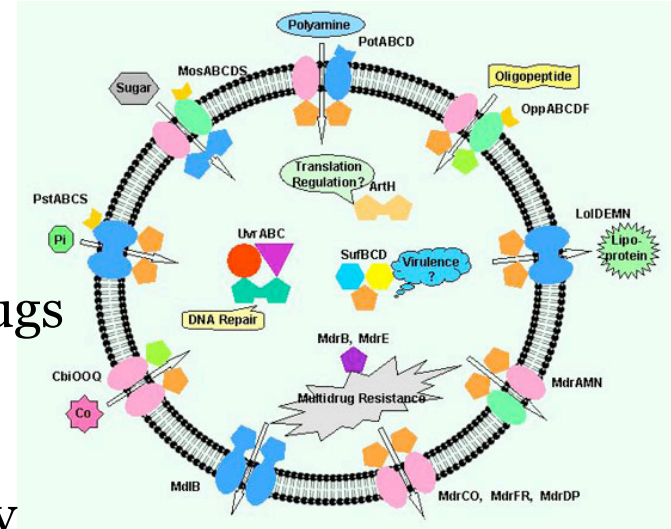 Polyamine
PotABCD
MosABCDS
Sugar
Oligopeptide
OppABCDF
Translation
Regulation?
ArtH
PstABCS
Pi
UvrABC
SufBCD
Virulence
?
LolDEMN
Lipo-
protein
ugs
DNA Repair
MdrB, MdrE
CbiOOQ
Co
Multidrug Resistance
MdrAMN
MdlB
MdrCO, MdrFR, MdrDP
y